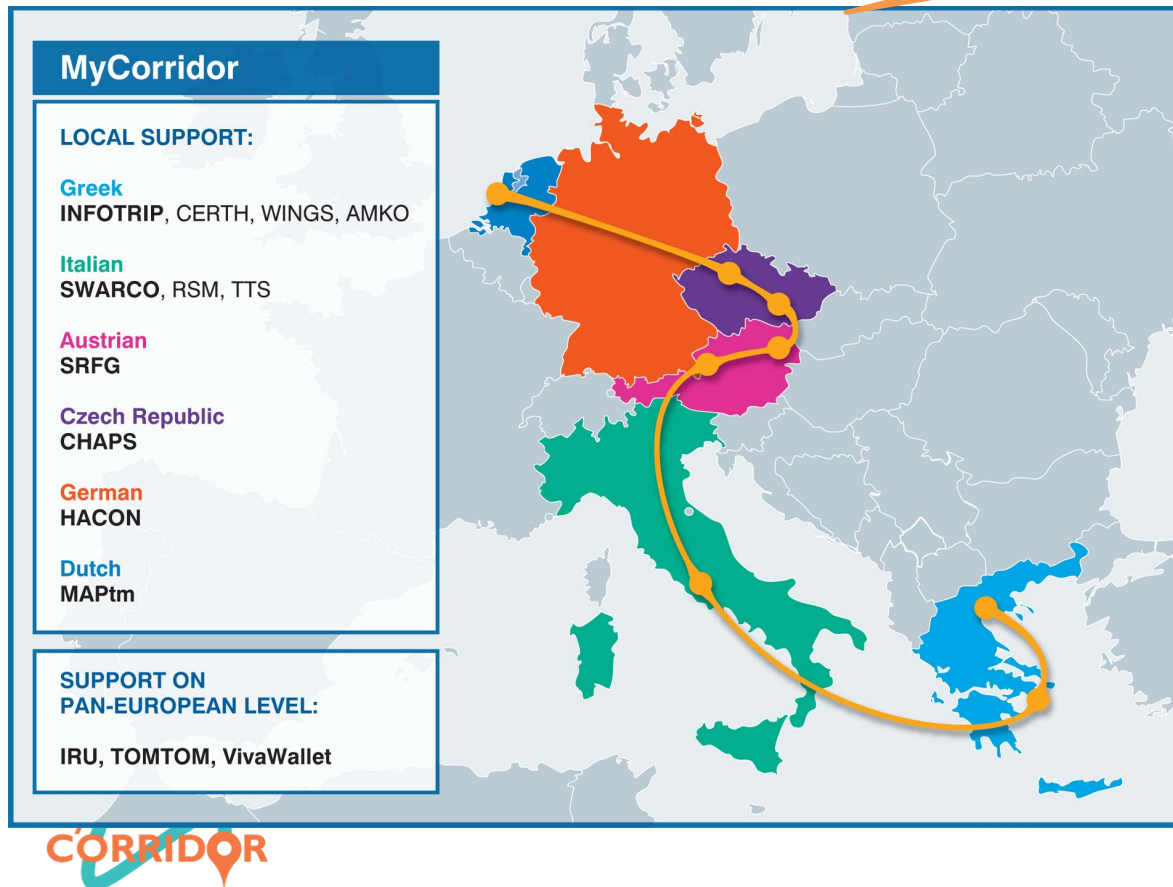 MyCorridor
LOCAL SUPPORT:
Greek
INFOTRIP, CERTH, WINGS, AMKO
Italian
SWARCO, RSM, TTS
Austrian
SRFG
Czech Republic
CHAPS
German
HACON
Dutch
MAPtm
SUPPORT ON
PAN-EUROPEAN LEVEL:
IRU, TOMTOM, VivaWallet
CORRIDOR